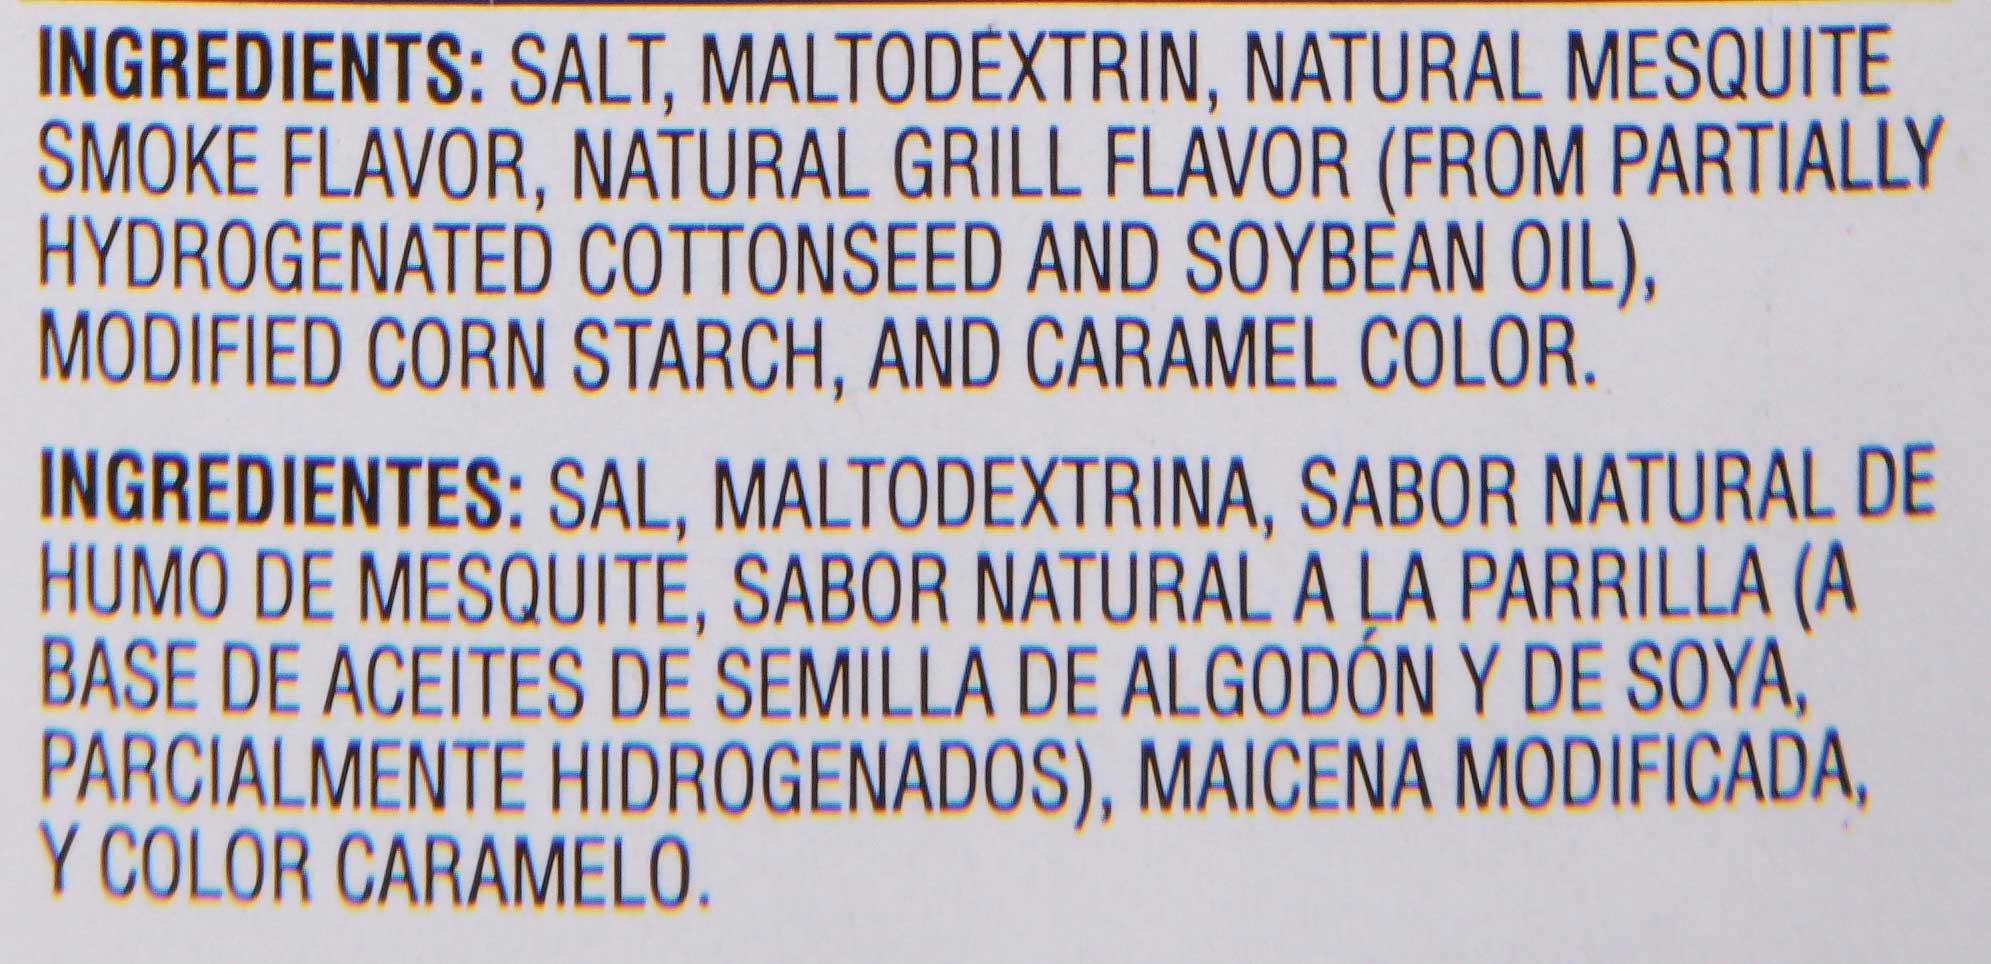 INGREDIENTS: SALT, MALTODEXTRIN, NATURAL MESQUITE
SMOKE FLAVOR, NATURAL GRILL FLAVOR (FROM PARTIALLY
HYDROGENATED COTTONSEED AND SOYBEAN OIL),
MODIFIED CORN STARCH, AND CARAMEL COLOR.
INGREDIENTES: SAL, MALTODEXTRINA, SABOR NATURAL DE
HUMO DE MESQUITE, SABOR NATURAL A LA PARRILLA (A
BASE DE ACEITES DE SEMILLA DE ALGODÓN Y DE SOYA,
PARCIALMENTE HIDROGENADOS), MAICENA MODIFICADA,
Y COLOR CARAMELO.